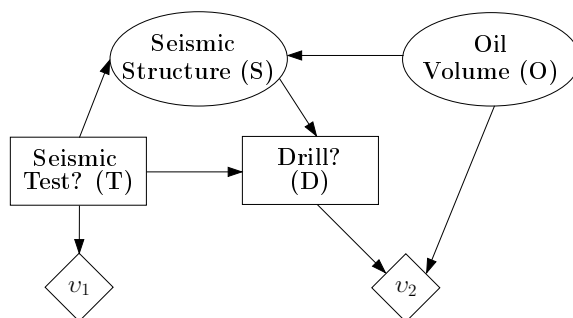 Seismic
Structure (S)
Oil
Volume (O)
Seismic
Test? (T)
Drill?
(D)
υ₁
υ₂